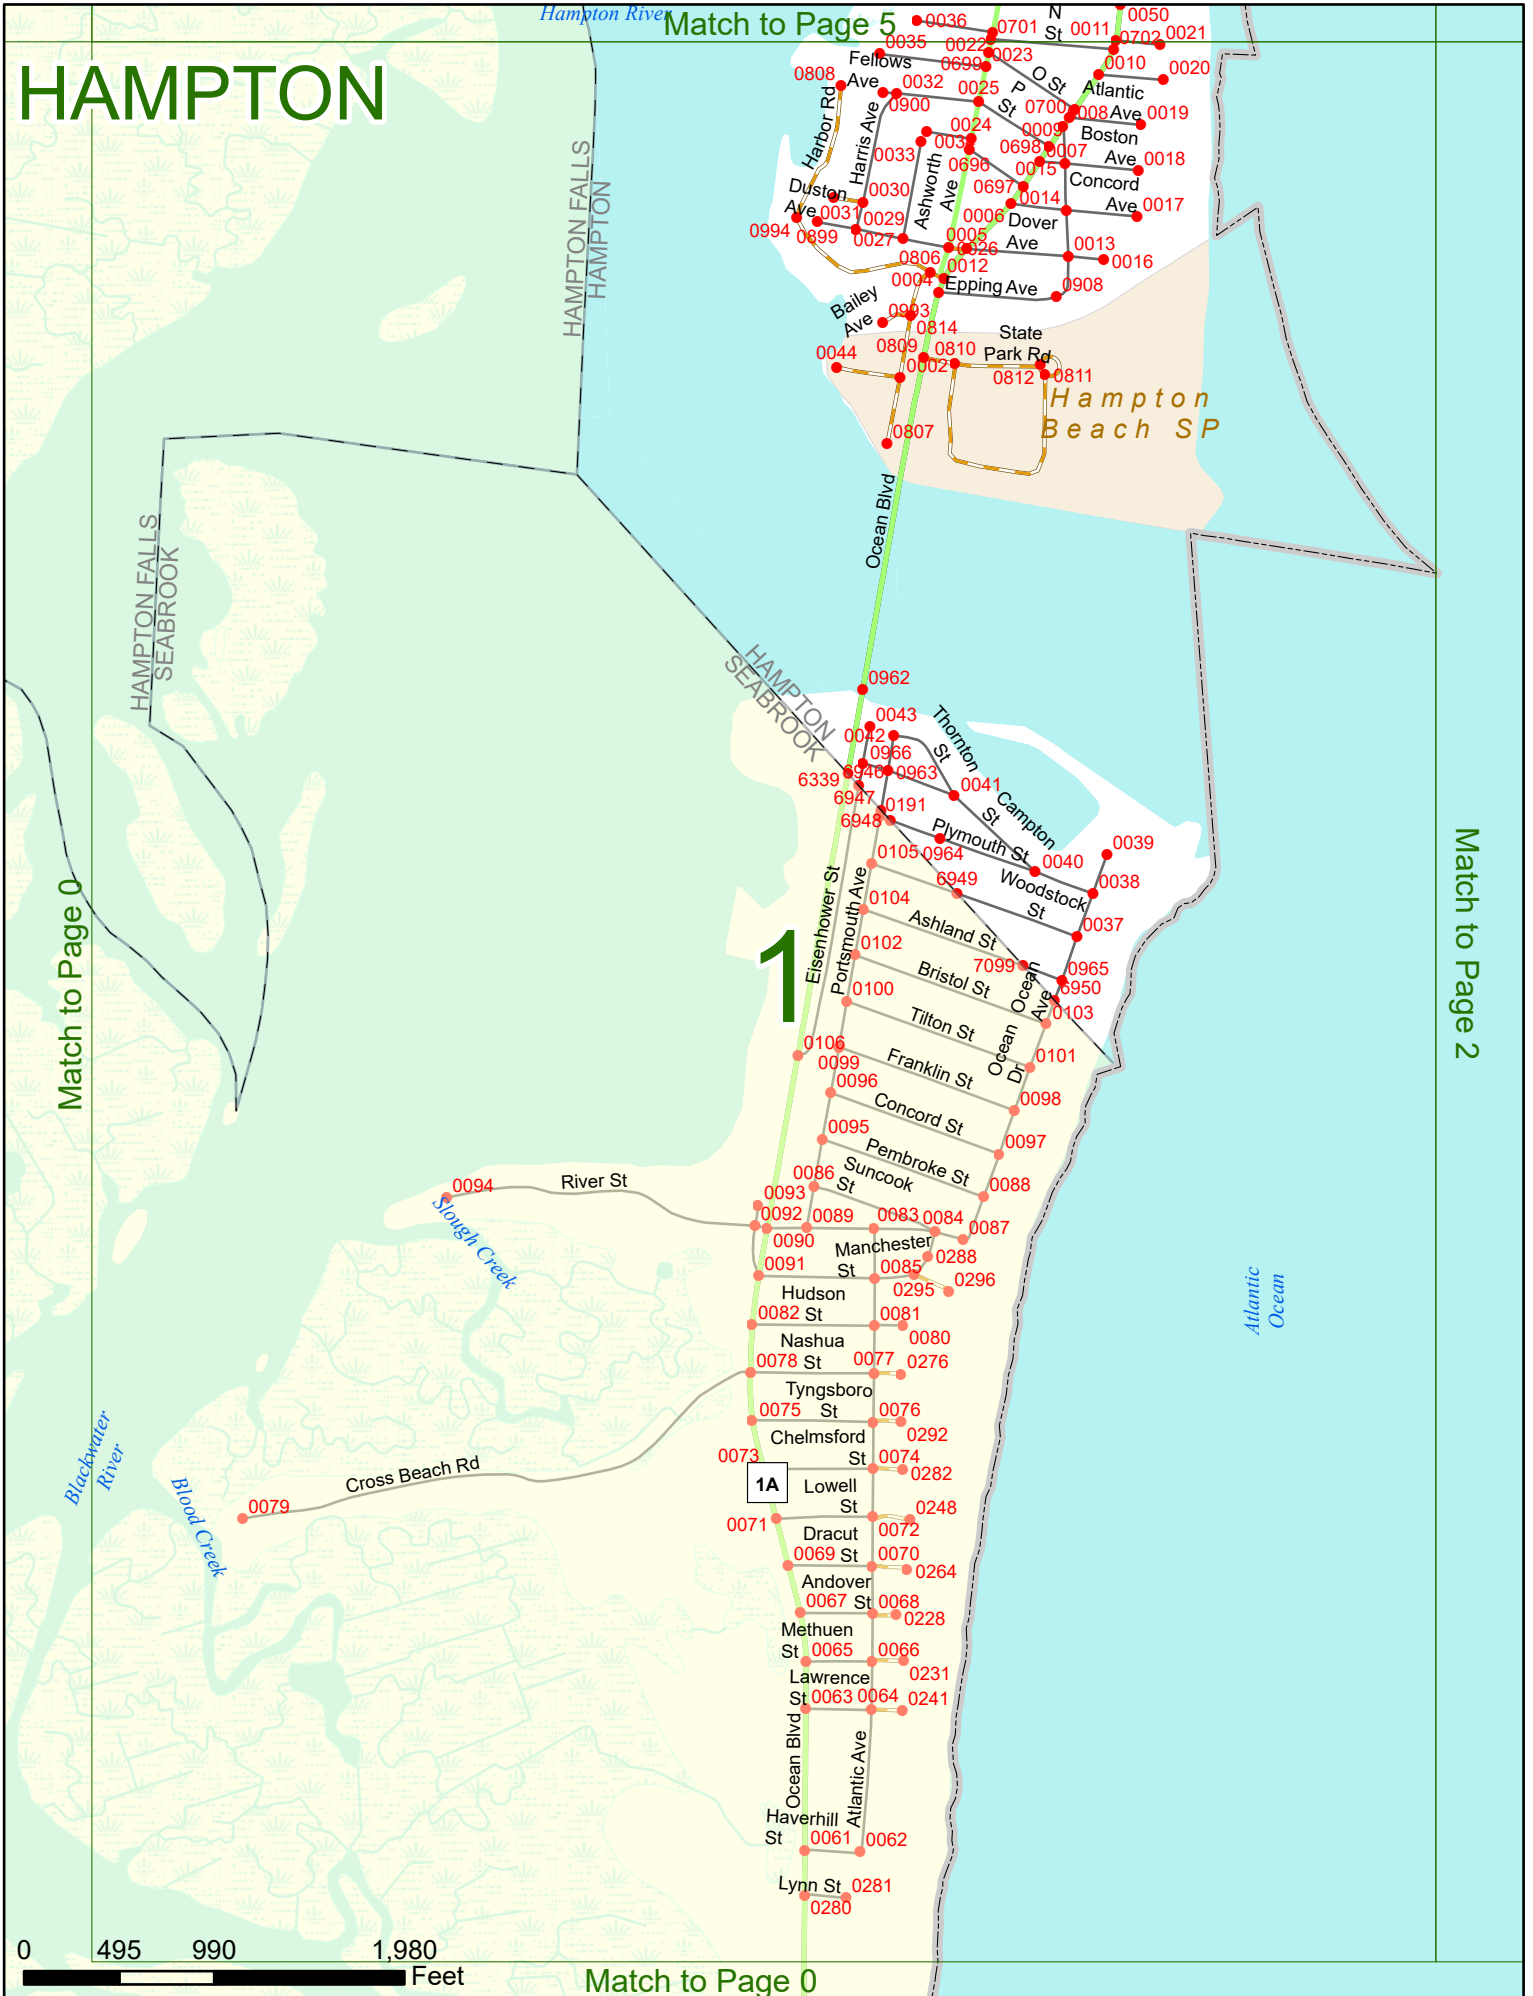 Hampton River
Match to Page 5
HAMPTON
0036
0701
N
St
0011
0050
0702
0021
0035
0022
0023
0699
Fellows
Ave
0010
0020
0808
0032
0025
O St
P
St
Atlantic
Ave
0900
0700
0008
0019
Harbor Rd
Harris Ave
0024
0009
Boston
Ave
0033
0698
0007
0018
Ashworth
Ave
0696
0015
Concord
Ave
Duston
Ave
0030
0697
0014
0017
0031
0029
0006
Dover
Ave
0994
0899
0027
0005
0026
0013
0016
0806
0012
0004
Epping Ave
0908
Bailey
Ave
0993
0814
State
Park Rd
0809
0810
0044
0002
0812
0811
Hampton
Beach SP
0807
HAMPTON FALLS
HAMPTON
Ocean Blvd
HAMPTON FALLS
SEABROOK
HAMPTON
SEABROOK
0962
0043
0042
Thornton
St
0966
6339
6946
0963
0041
6947
0191
Campton
St
6948
Plymouth St
0964
0039
0105
0040
0038
Eisenhower St
Portsmouth Ave
6949
Woodstock
St
0104
0037
Ashland St
0102
7099
0965
Ocean
Ave
6950
Bristol St
0100
0103
Tilton St
Ocean
Dr
0106
0101
0099
Franklin St
0096
0098
Concord St
0095
0097
Pembroke St
0086
Suncook
St
0088
1
Match to Page 0
Match to Page 2
0094
River St
0093
Slough Creek
0092
0089
0083
0084
0087
0090
Manchester
St
0288
0091
0085
0296
0295
Hudson
St
0082
0081
0080
Nashua
St
0078
0077
0276
Tyngsboro
St
0075
0076
0292
Chelmsford
St
0073
0074
0282
1A
Lowell
St
0248
Cross Beach Rd
0079
0071
0072
Blackwater
River
Blood Creek
Dracut
St
0069
0070
0264
Andover
St
0067
0068
0228
Methuen
St
0065
0066
0231
Lawrence
St
0063
0064
0241
Atlantic
Ocean
Ocean Blvd
Atlantic Ave
Haverhill
St
0061
0062
Lynn St
0281
0280
0 495 990 1,980
Feet
Match to Page 0